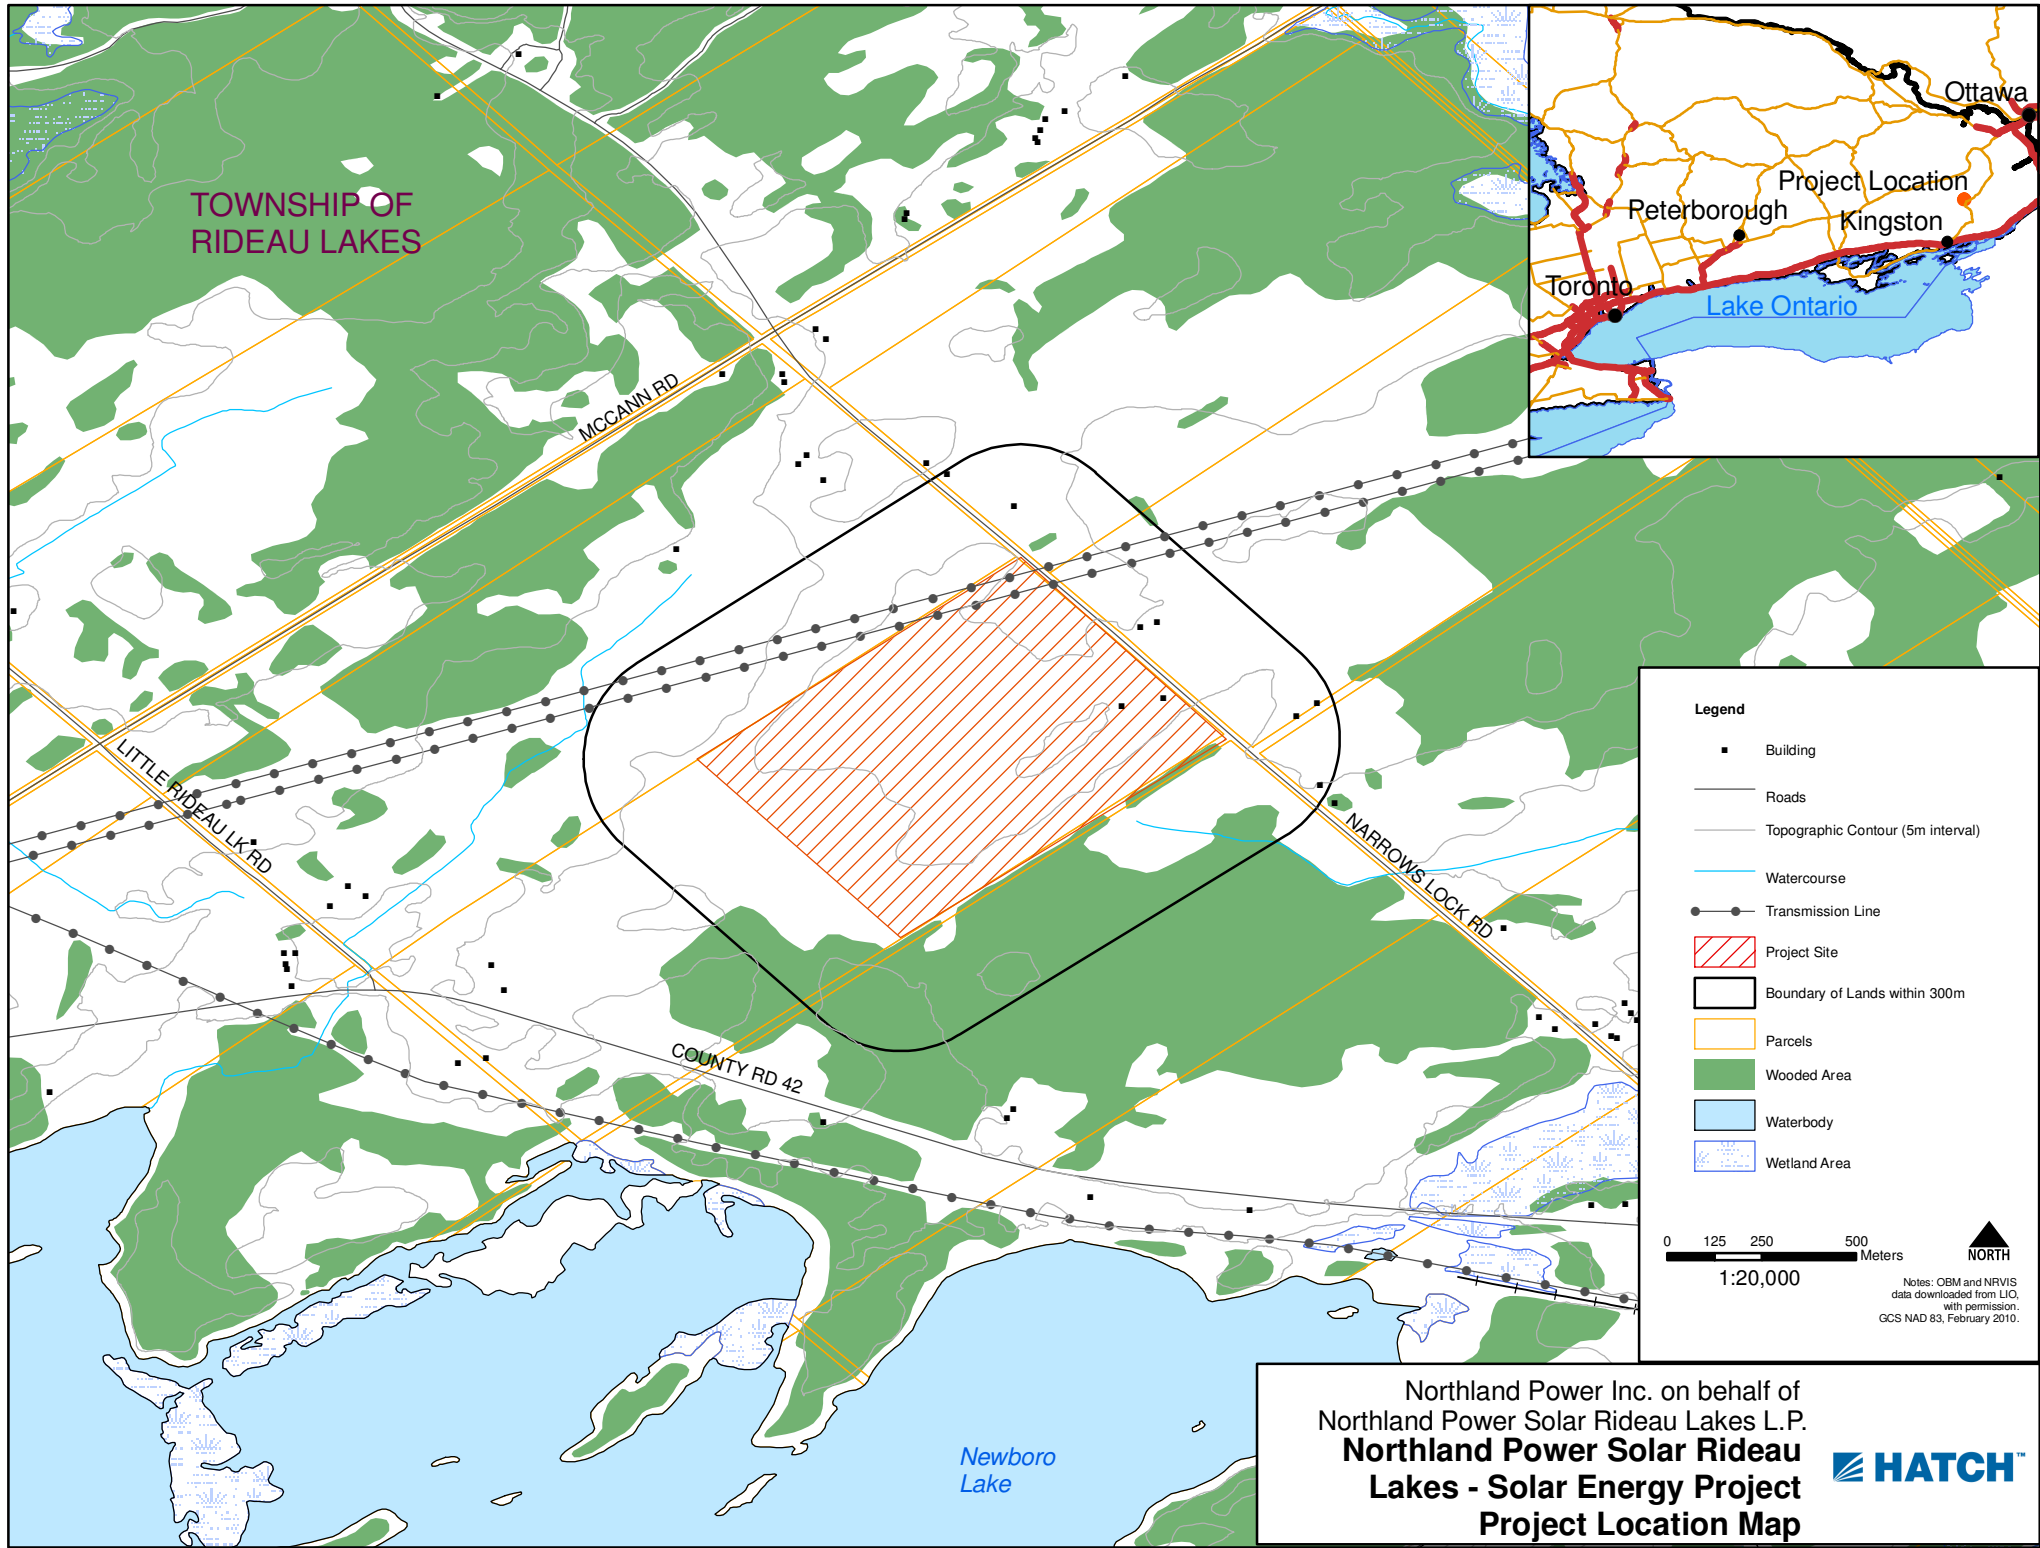 TOWNSHIP OF
RIDEAU LAKES
MCCANN RD
LITTLE RIDEAU LK RD
NARROWS LOCK RD
COUNTY RD 42
Newboro
Lake
Ottawa
Project Location
Peterborough
Kingston
Toronto
Lake Ontario
Legend
Building
Roads
Topographic Contour (5m interval)
Watercourse
Transmission Line
Project Site
Boundary of Lands within 300m
Parcels
Wooded Area
Waterbody
Wetland Area
0 125 250 500
Meters
1:20,000
NORTH
Notes: OBM and NRVIS
data downloaded from LIO,
with permission.
GCS NAD 83, February 2010.
Northland Power Inc. on behalf of
Northland Power Solar Rideau Lakes L.P.
Northland Power Solar Rideau
Lakes - Solar Energy Project
Project Location Map
HATCH™